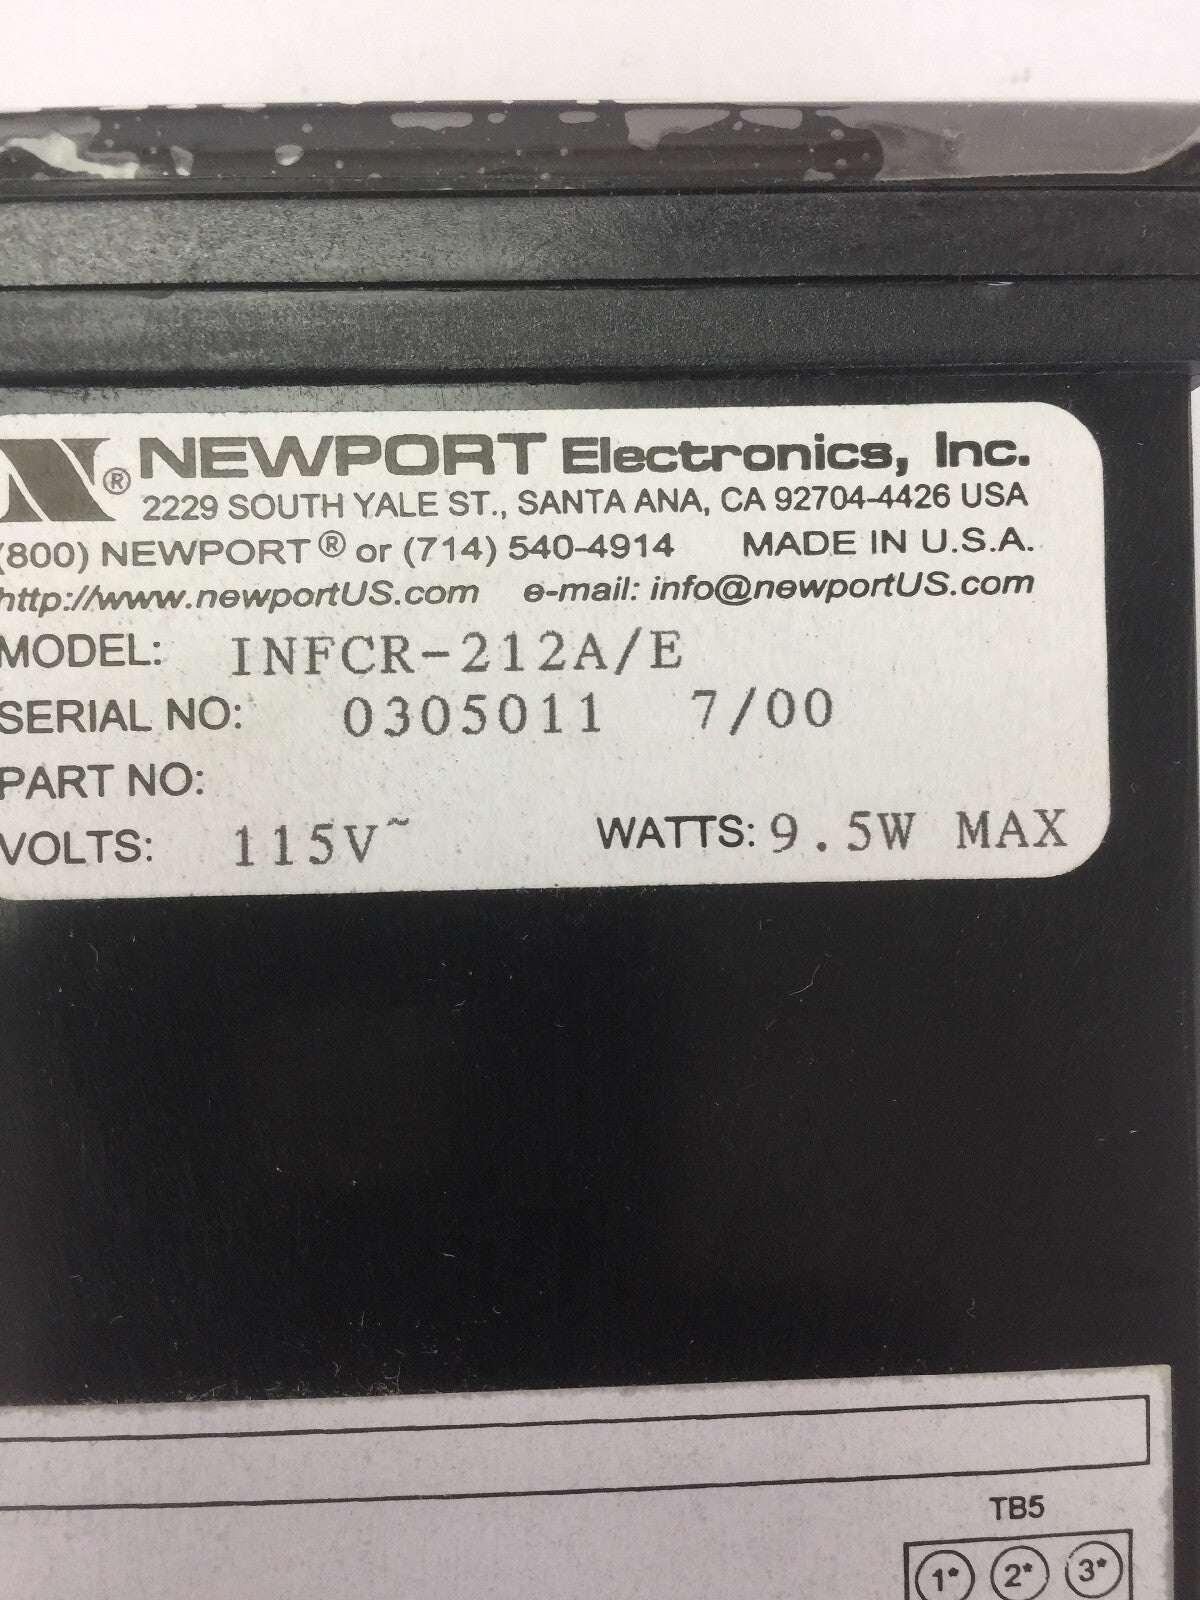 ® NEWPORT Electronics, Inc.
2229 SOUTH YALE ST., SANTA ANA, CA 92704-4426 USA
(800) NEWPORT® or (714) 540-4914 MADE IN U.S.A.
http://www.newportUS.com e-mail: info@newportUS.com
MODEL: INFCR-212A/E
SERIAL NO: 0305011 7/00
PART NO:
VOLTS: 115V~ WATTS: 9.5W MAX
TB5
1* 2* 3*